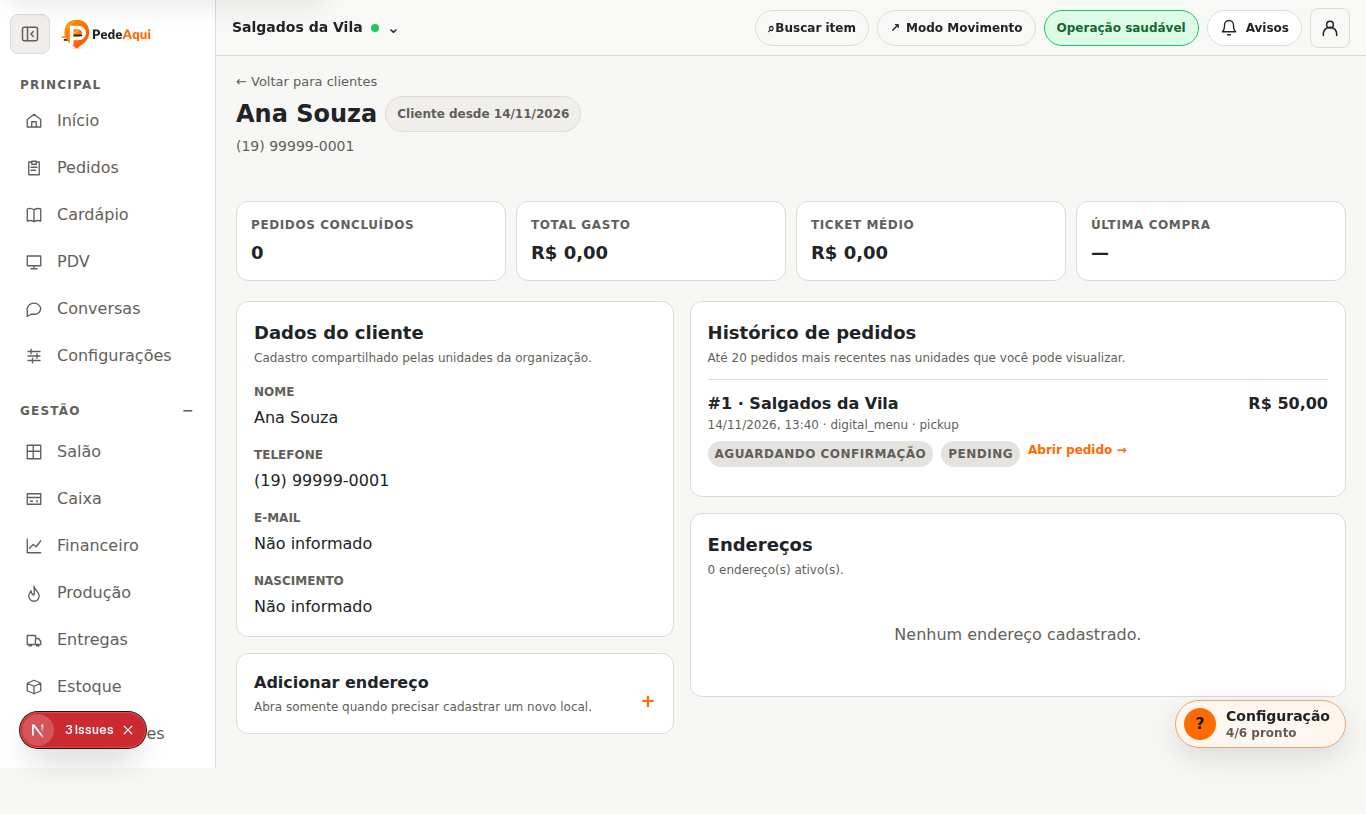 PedeAqui
Salgados da Vila
Buscar item
↗ Modo Movimento
Operação saudável
Avisos
PRINCIPAL
Início
Pedidos
Cardápio
PDV
Conversas
Configurações
GESTÃO
Salão
Caixa
Financeiro
Produção
Entregas
Estoque
es
3 Issues
← Voltar para clientes
Ana Souza
Cliente desde 14/11/2026
(19) 99999-0001
PEDIDOS CONCLUÍDOS
0
TOTAL GASTO
R$ 0,00
TICKET MÉDIO
R$ 0,00
ÚLTIMA COMPRA
—
Dados do cliente
Cadastro compartilhado pelas unidades da organização.
NOME
Ana Souza
TELEFONE
(19) 99999-0001
E-MAIL
Não informado
NASCIMENTO
Não informado
Adicionar endereço
Abra somente quando precisar cadastrar um novo local.
+
Histórico de pedidos
Até 20 pedidos mais recentes nas unidades que você pode visualizar.
#1 · Salgados da Vila
R$ 50,00
14/11/2026, 13:40 · digital_menu · pickup
AGUARDANDO CONFIRMAÇÃO
PENDING
Abrir pedido →
Endereços
0 endereço(s) ativo(s).
Nenhum endereço cadastrado.
?
Configuração
4/6 pronto